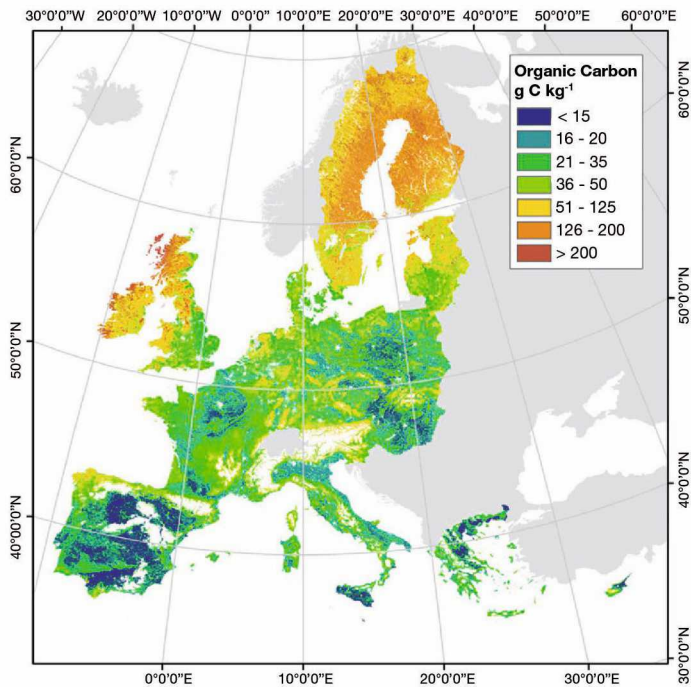 30°0'0"W 20°0'0"W 10°0'0"W 0°0'0"E 10°0'0"E 20°0'0"E 30°0'0"E 40°0'0"E 50°0'0"E 60°0'0"E
Organic Carbon
g C kg-1
< 15
16 - 20
21 - 35
36 - 50
51 - 125
126 - 200
> 200
60°0'0"N
50°0'0"N
40°0'0"N
60°0'0"N
50°0'0"N
40°0'0"N
30°0'0"N
0°0'0"E 10°0'0"E 20°0'0"E 30°0'0"E